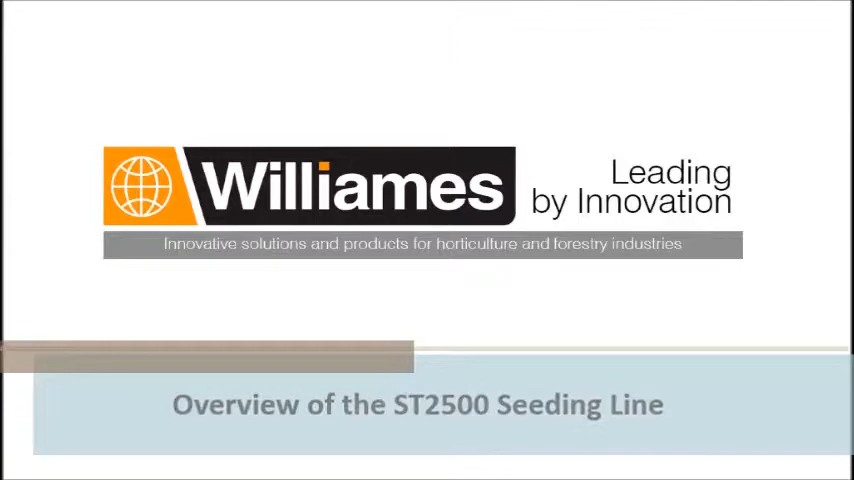 Williames
Leading
by Innovation
Innovative solutions and products for horticulture and forestry industries
Overview of the ST2500 Seeding Line